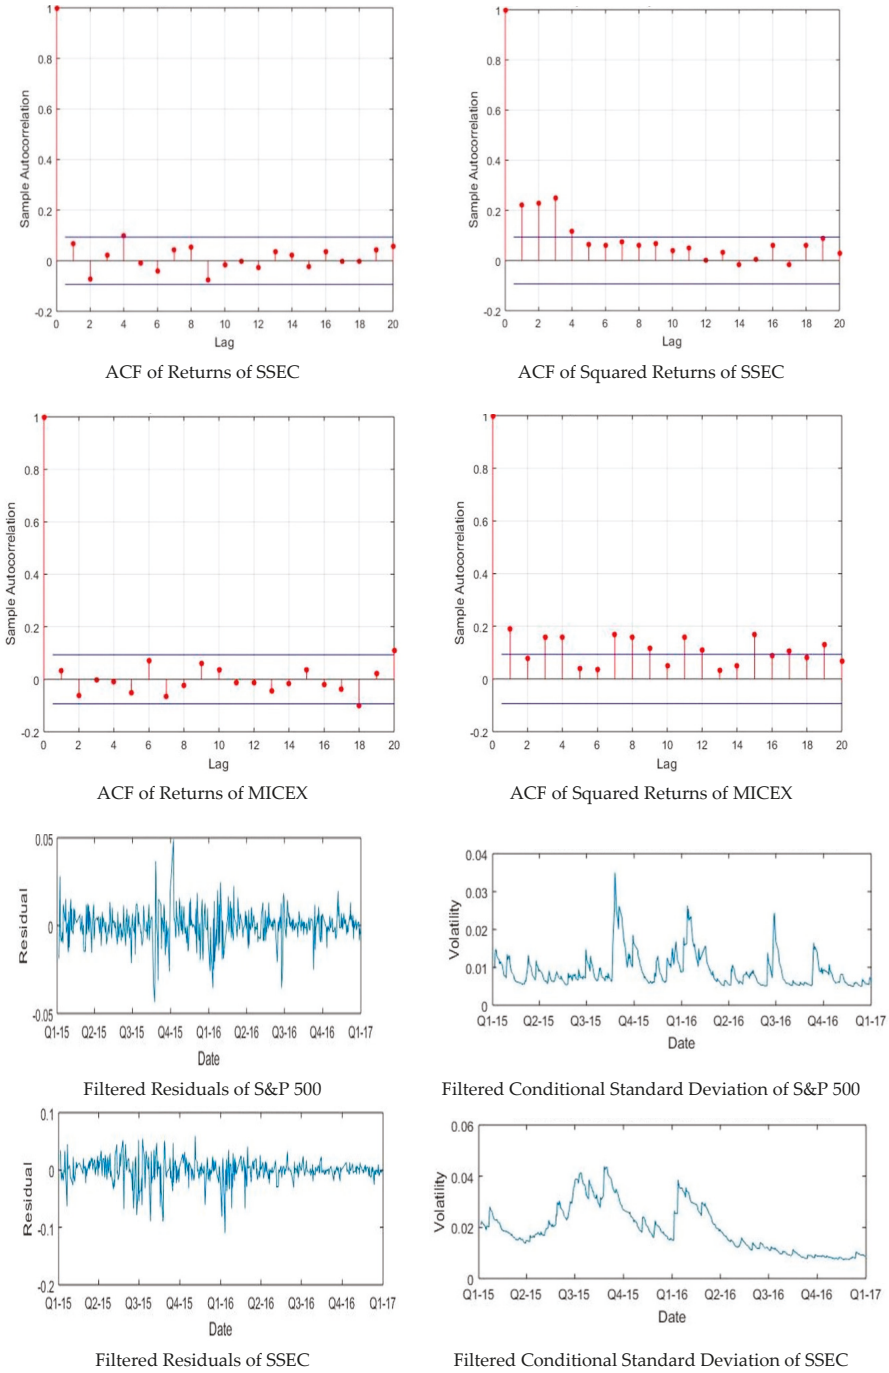 1
0.8
0.6
0.4
0.2
0
-0.2
Sample Autocorrelation
0 2 4 6 8 10 12 14 16 18 20
Lag
ACF of Returns of SSEC
1
0.8
0.6
0.4
0.2
0
-0.2
Sample Autocorrelation
0 2 4 6 8 10 12 14 16 18 20
Lag
ACF of Squared Returns of SSEC
1
0.8
0.6
0.4
0.2
0
-0.2
Sample Autocorrelation
0 2 4 6 8 10 12 14 16 18 20
Lag
ACF of Returns of MICEX
1
0.8
0.6
0.4
0.2
0
-0.2
Sample Autocorrelation
0 2 4 6 8 10 12 14 16 18 20
Lag
ACF of Squared Returns of MICEX
0.05
0
-0.05
Residual
Q1-15 Q2-15 Q3-15 Q4-15 Q1-16 Q2-16 Q3-16 Q4-16 Q1-17
Date
Filtered Residuals of S&P 500
0.04
0.03
0.02
0.01
0
Volatility
Q1-15 Q2-15 Q3-15 Q4-15 Q1-16 Q2-16 Q3-16 Q4-16 Q1-17
Date
Filtered Conditional Standard Deviation of S&P 500
0.1
0
-0.1
-0.2
Residual
Q1-15 Q2-15 Q3-15 Q4-15 Q1-16 Q2-16 Q3-16 Q4-16 Q1-17
Date
Filtered Residuals of SSEC
0.06
0.04
0.02
0
Volatility
Q1-15 Q2-15 Q3-15 Q4-15 Q1-16 Q2-16 Q3-16 Q4-16 Q1-17
Date
Filtered Conditional Standard Deviation of SSEC